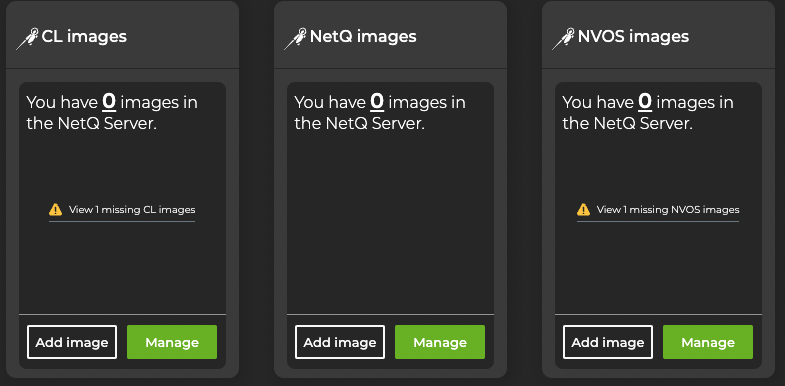 CL images
You have 0 images in
the NetQ Server.
View 1 missing CL images
Add image
Manage
NetQ images
You have 0 images in
the NetQ Server.
Add image
Manage
NVOS images
You have 0 images in
the NetQ Server.
View 1 missing NVOS images
Add image
Manage